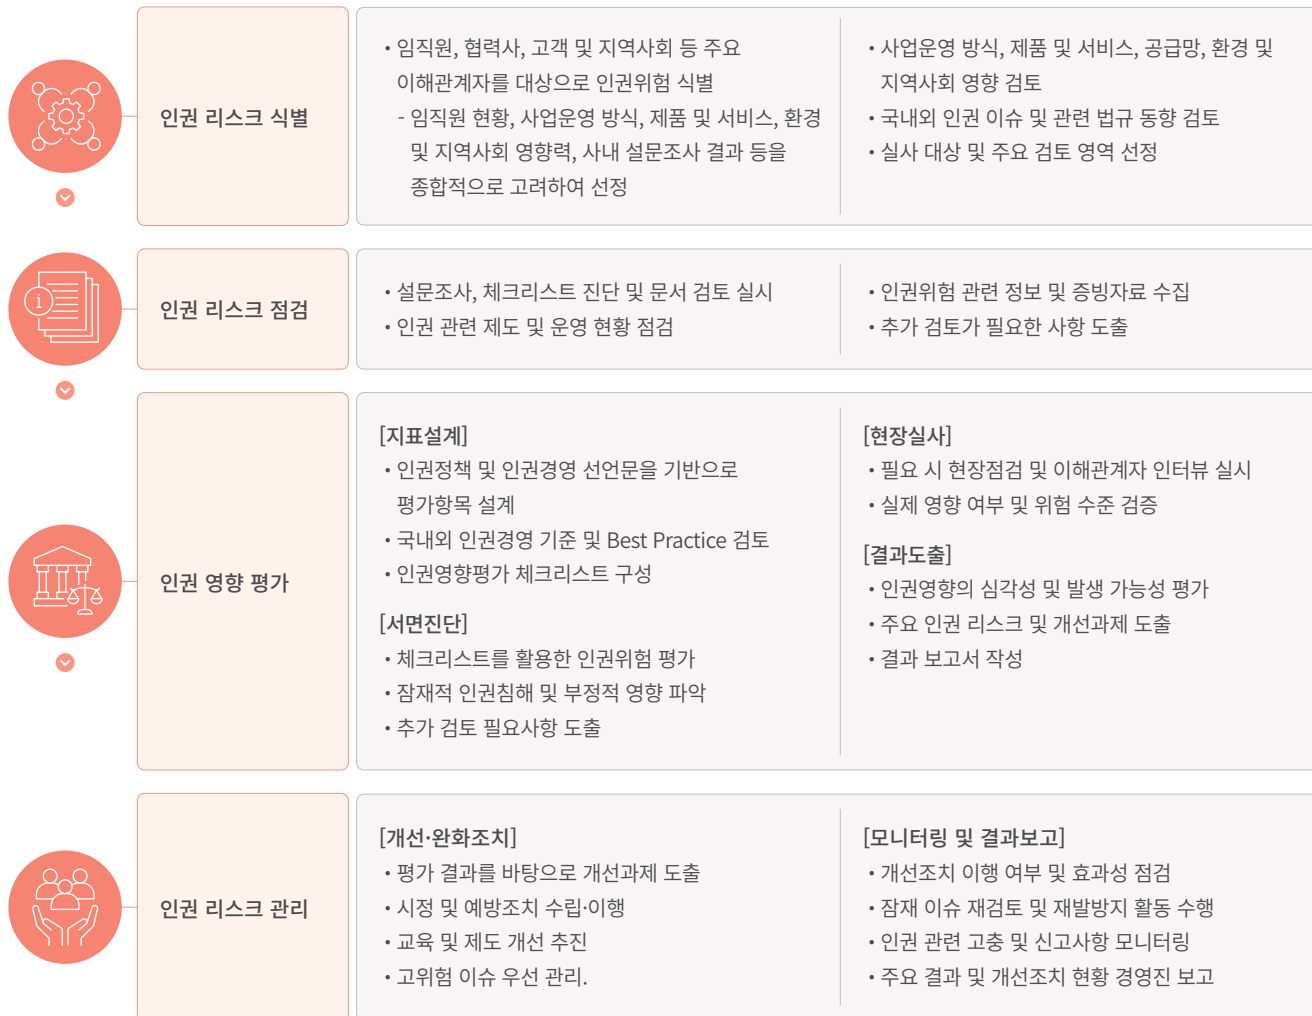 인권 리스크 식별
• 임직원, 협력사, 고객 및 지역사회 등 주요
이해관계자를 대상으로 인권위험 식별
- 임직원 현황, 사업운영 방식, 제품 및 서비스, 환경
및 지역사회 영향력, 사내 설문조사 결과 등을
종합적으로 고려하여 선정
• 사업운영 방식, 제품 및 서비스, 공급망, 환경 및
지역사회 영향 검토
• 국내외 인권 이슈 및 관련 법규 동향 검토
• 실사 대상 및 주요 검토 영역 선정
인권 리스크 점검
• 설문조사, 체크리스트 진단 및 문서 검토 실시
• 인권 관련 제도 및 운영 현황 점검
• 인권위험 관련 정보 및 증빙자료 수집
• 추가 검토가 필요한 사항 도출
인권 영향 평가
[지표설계]
• 인권정책 및 인권경영 선언문을 기반으로
평가항목 설계
• 국내외 인권경영 기준 및 Best Practice 검토
• 인권영향평가 체크리스트 구성
[서면진단]
• 체크리스트를 활용한 인권위험 평가
• 잠재적 인권침해 및 부정적 영향 파악
• 추가 검토 필요사항 도출
[현장실사]
• 필요 시 현장점검 및 이해관계자 인터뷰 실시
• 실제 영향 여부 및 위험 수준 검증
[결과도출]
• 인권영향의 심각성 및 발생 가능성 평가
• 주요 인권 리스크 및 개선과제 도출
• 결과 보고서 작성
인권 리스크 관리
[개선·완화조치]
• 평가 결과를 바탕으로 개선과제 도출
• 시정 및 예방조치 수립·이행
• 교육 및 제도 개선 추진
• 고위험 이슈 우선 관리.
[모니터링 및 결과보고]
• 개선조치 이행 여부 및 효과성 점검
• 잠재 이슈 재검토 및 재발방지 활동 수행
• 인권 관련 고충 및 신고사항 모니터링
• 주요 결과 및 개선조치 현황 경영진 보고